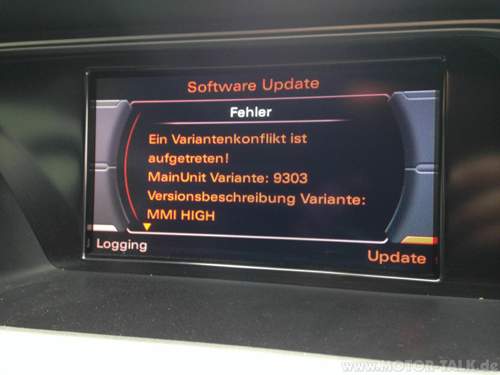 Software Update
Fehler
Ein Variantenkonflikt ist
aufgetreten!
MainUnit Variante: 9303
Versionsbeschreibung Variante:
MMI HIGH
Logging
Update
www.MOTOR-TALK.de